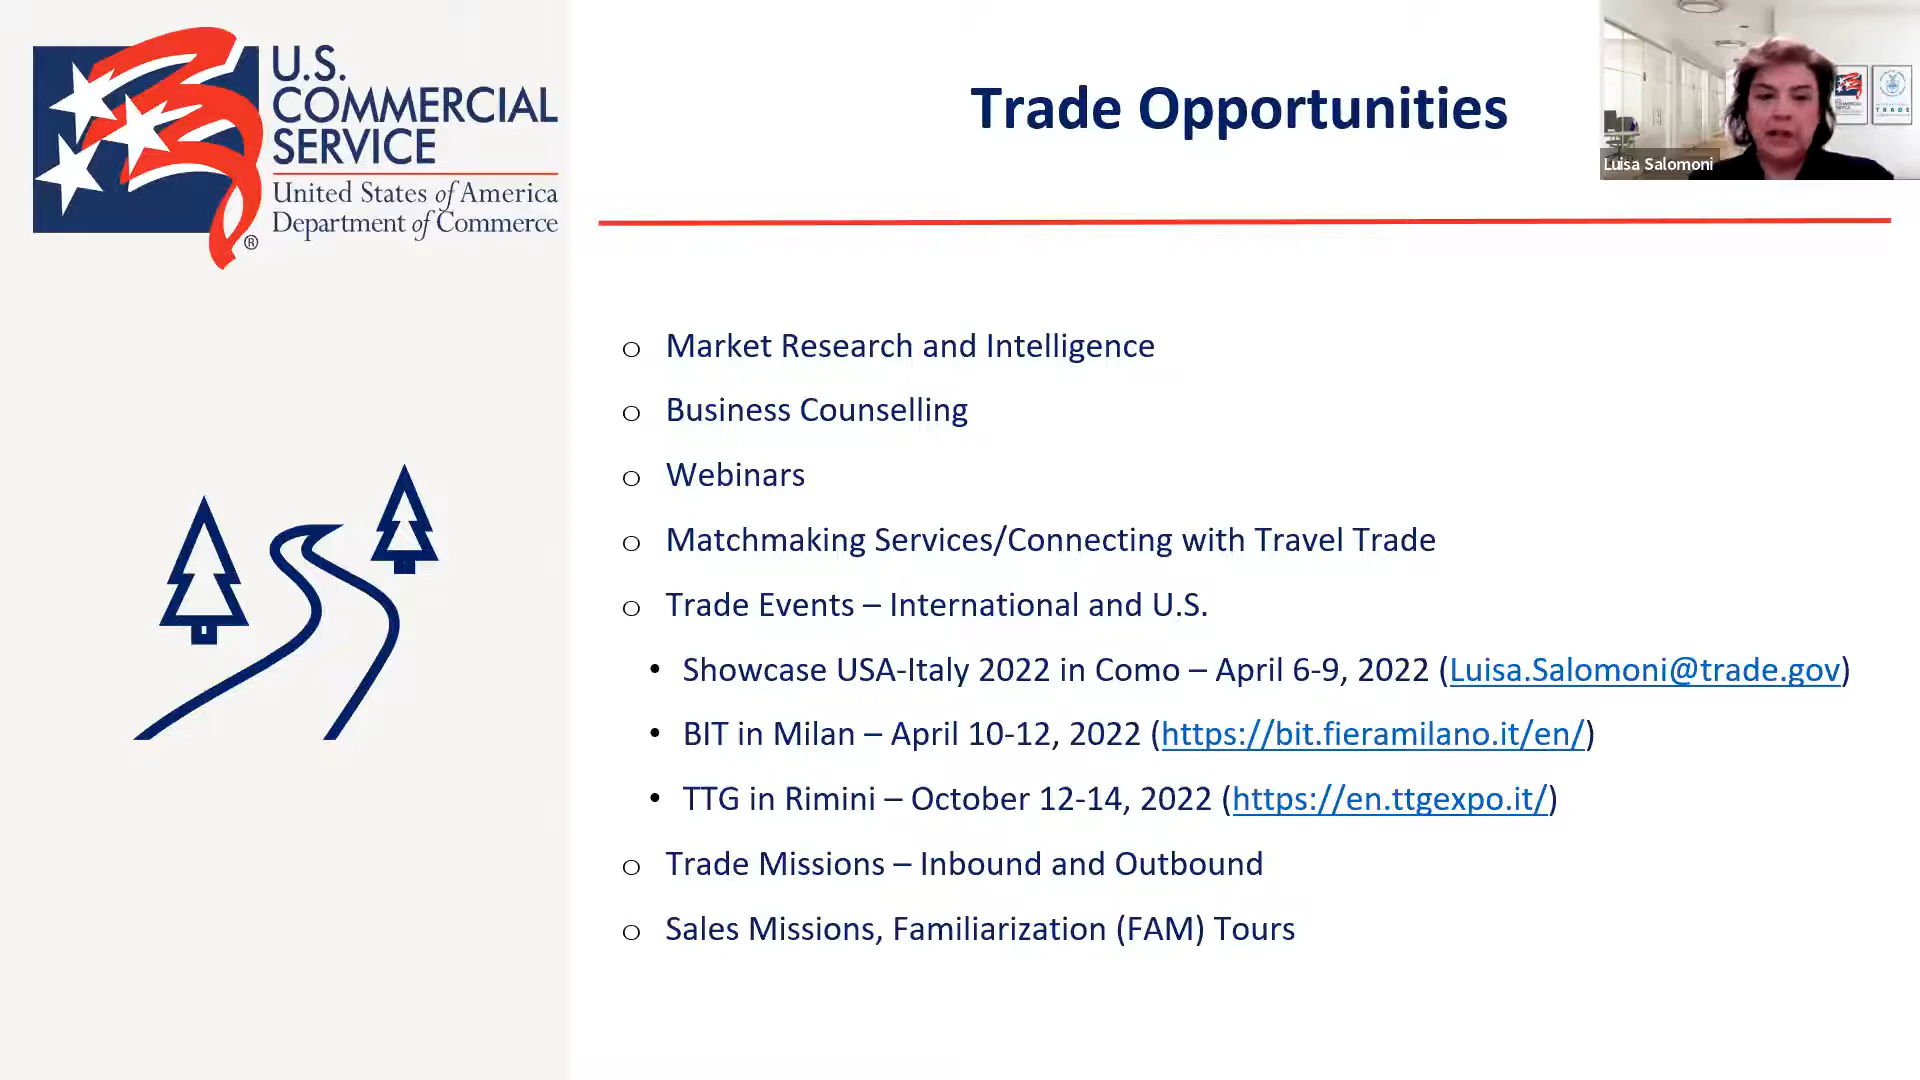 U.S.
COMMERCIAL
SERVICE
United States of America
Department of Commerce
®
Trade Opportunities
Luisa Salomoni
TRADE
o Market Research and Intelligence
o Business Counselling
o Webinars
o Matchmaking Services/Connecting with Travel Trade
o Trade Events – International and U.S.
• Showcase USA-Italy 2022 in Como – April 6-9, 2022 (Luisa.Salomoni@trade.gov)
• BIT in Milan – April 10-12, 2022 (https://bit.fieramilano.it/en/)
• TTG in Rimini – October 12-14, 2022 (https://en.ttgexpo.it/)
o Trade Missions – Inbound and Outbound
o Sales Missions, Familiarization (FAM) Tours